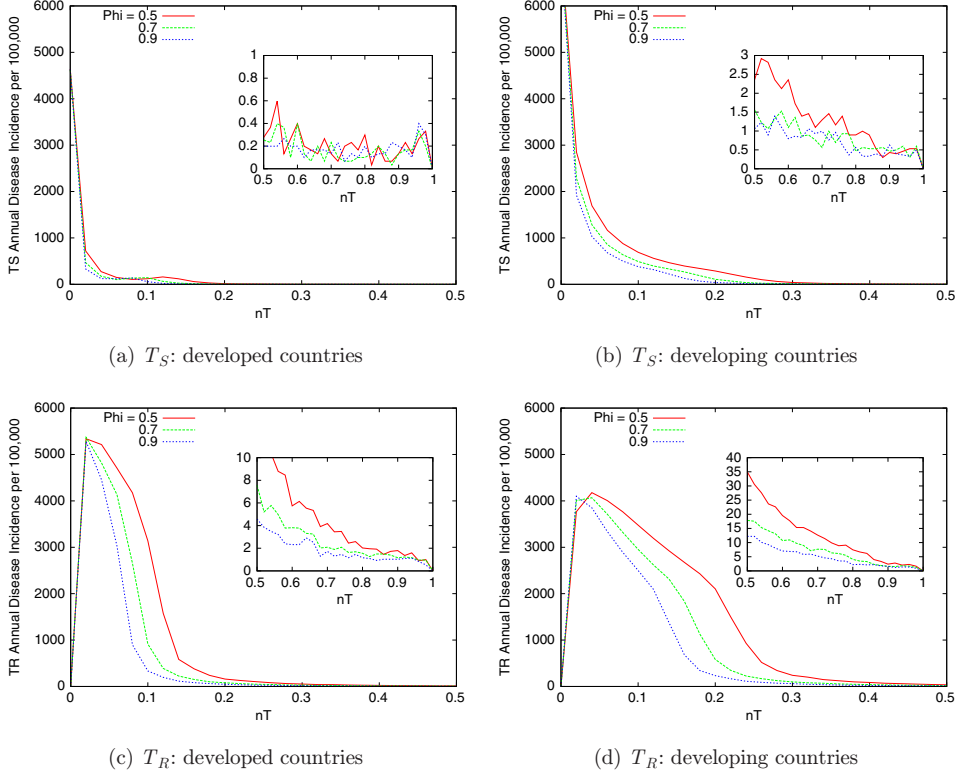 TS Annual Disease Incidence per 100,000
6000
5000
4000
3000
2000
1000
0
Phi = 0.5
0.7
0.9
1
0.8
0.6
0.4
0.2
0
0.5 0.6 0.7 0.8 0.9 1
nT
0 0.1 0.2 0.3 0.4 0.5
nT
(a) T_S: developed countries
TS Annual Disease Incidence per 100,000
6000
5000
4000
3000
2000
1000
0
Phi = 0.5
0.7
0.9
3
2.5
2
1.5
1
0.5
0
0.5 0.6 0.7 0.8 0.9 1
nT
0 0.1 0.2 0.3 0.4 0.5
nT
(b) T_S: developing countries
TR Annual Disease Incidence per 100,000
6000
5000
4000
3000
2000
1000
0
Phi = 0.5
0.7
0.9
10
8
6
4
2
0
0.5 0.6 0.7 0.8 0.9 1
nT
0 0.1 0.2 0.3 0.4 0.5
nT
(c) T_R: developed countries
TR Annual Disease Incidence per 100,000
6000
5000
4000
3000
2000
1000
0
Phi = 0.5
0.7
0.9
40
35
30
25
20
15
10
5
0
0.5 0.6 0.7 0.8 0.9 1
nT
0 0.1 0.2 0.3 0.4 0.5
nT
(d) T_R: developing countries